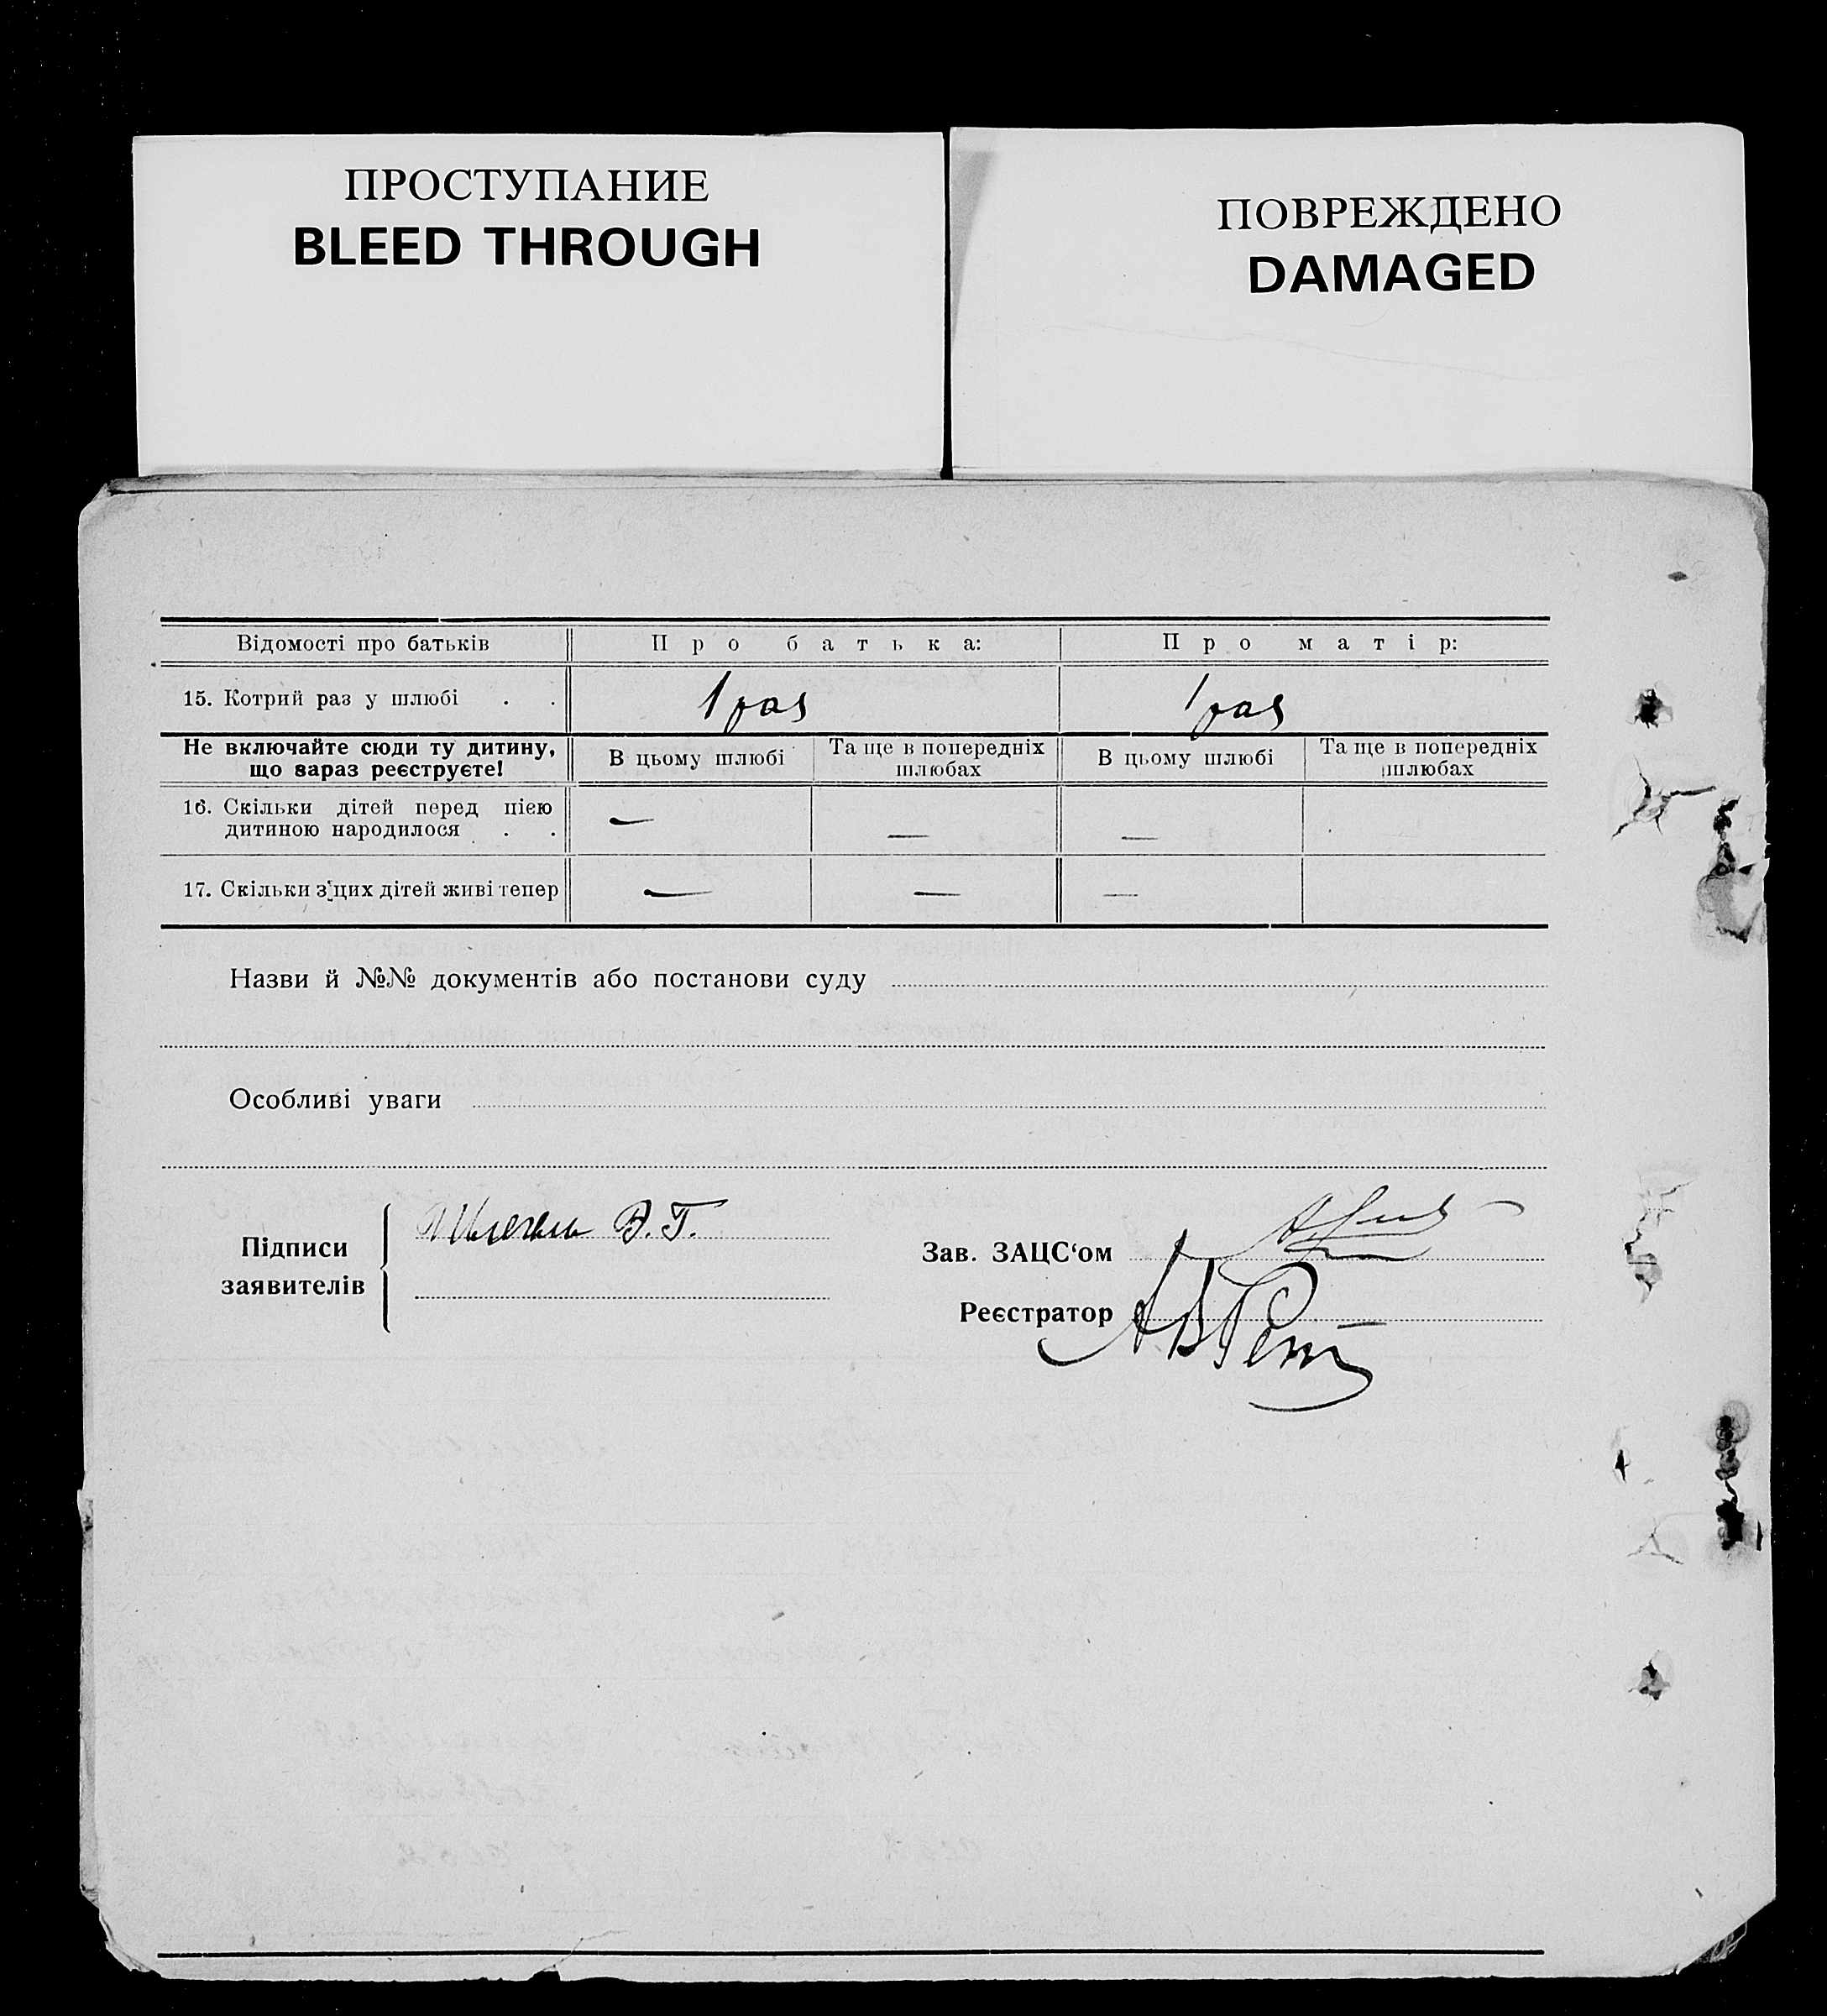 ПРОСТУПАНИЕ
BLEED THROUGH
ПОВРЕЖДЕНО
DAMAGED
Відомості про батьків Про батька: Про матір:
15. Котрий раз у шлюбі . . 1 раз 1 раз
Не включайте сюди ту дитину, що зараз реєструєте! В цьому шлюбі Та ще в попередніх шлюбах В цьому шлюбі Та ще в попередніх шлюбах
16. Скільки дітей перед цією дитиною народилося . . — — —
17. Скільки з цих дітей живі тепер — — —
Назви й №№ документів або постанови суду
Особливі уваги
Підписи заявителів В. Г.
Зав. ЗАЦС‘ом
Реєстратор